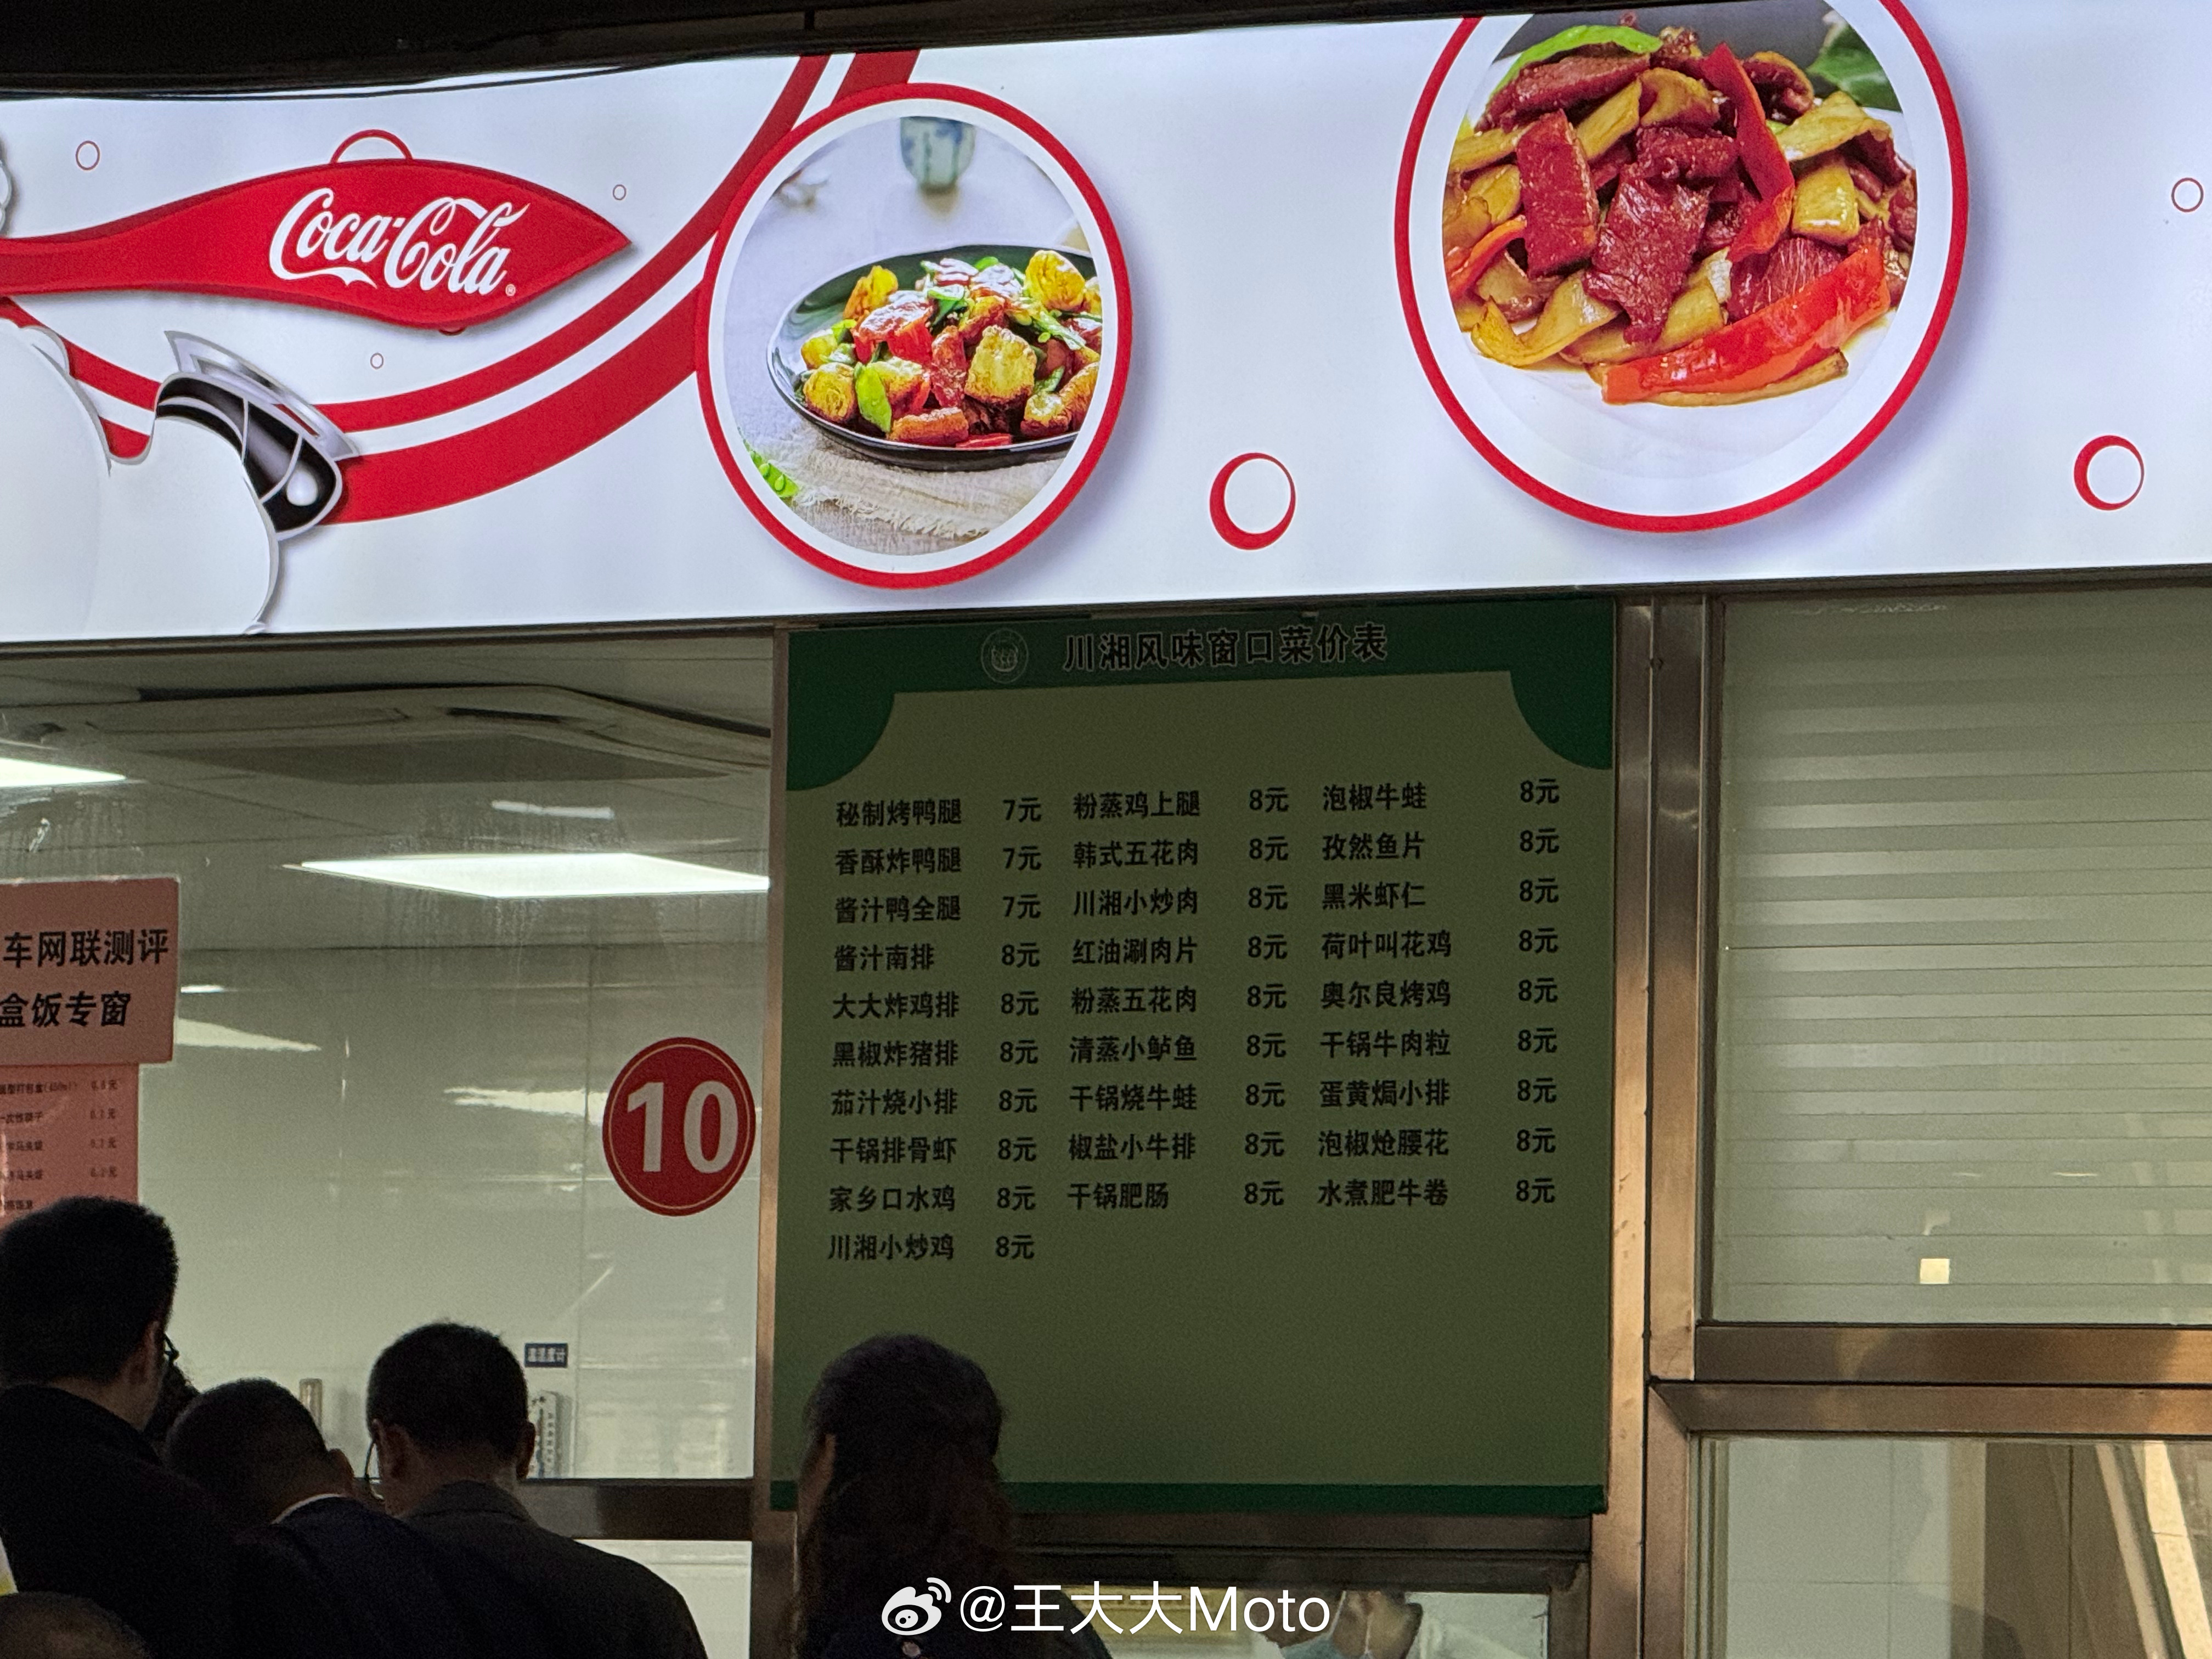 Coca-Cola
川湘风味窗口菜价表
秘制烤鸭腿 7元 粉蒸鸡上腿 8元 泡椒牛蛙 8元
香酥炸鸭腿 7元 韩式五花肉 8元 孜然鱼片 8元
酱汁鸭全腿 7元 川湘小炒肉 8元 黑米虾仁 8元
酱汁南排 8元 红油涮肉片 8元 荷叶叫花鸡 8元
大大炸鸡排 8元 粉蒸五花肉 8元 奥尔良烤鸡 8元
黑椒炸猪排 8元 清蒸小鲈鱼 8元 干锅牛肉粒 8元
茄汁烧小排 8元 干锅烧牛蛙 8元 蛋黄焗小排 8元
干锅排骨虾 8元 椒盐小牛排 8元 泡椒炝腰花 8元
家乡口水鸡 8元 干锅肥肠 8元 水煮肥牛卷 8元
川湘小炒鸡 8元
车网联测评
盒饭专窗
10
温湿度计
@王大大Moto